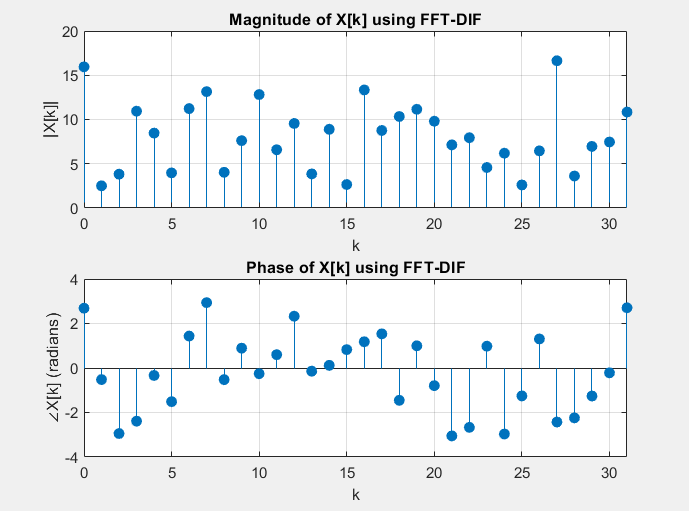 Magnitude of X[k] using FFT-DIF
|X[k]|
20
15
10
5
0
0 5 10 15 20 25 30
k
Phase of X[k] using FFT-DIF
∠X[k] (radians)
4
2
0
-2
-4
0 5 10 15 20 25 30
k